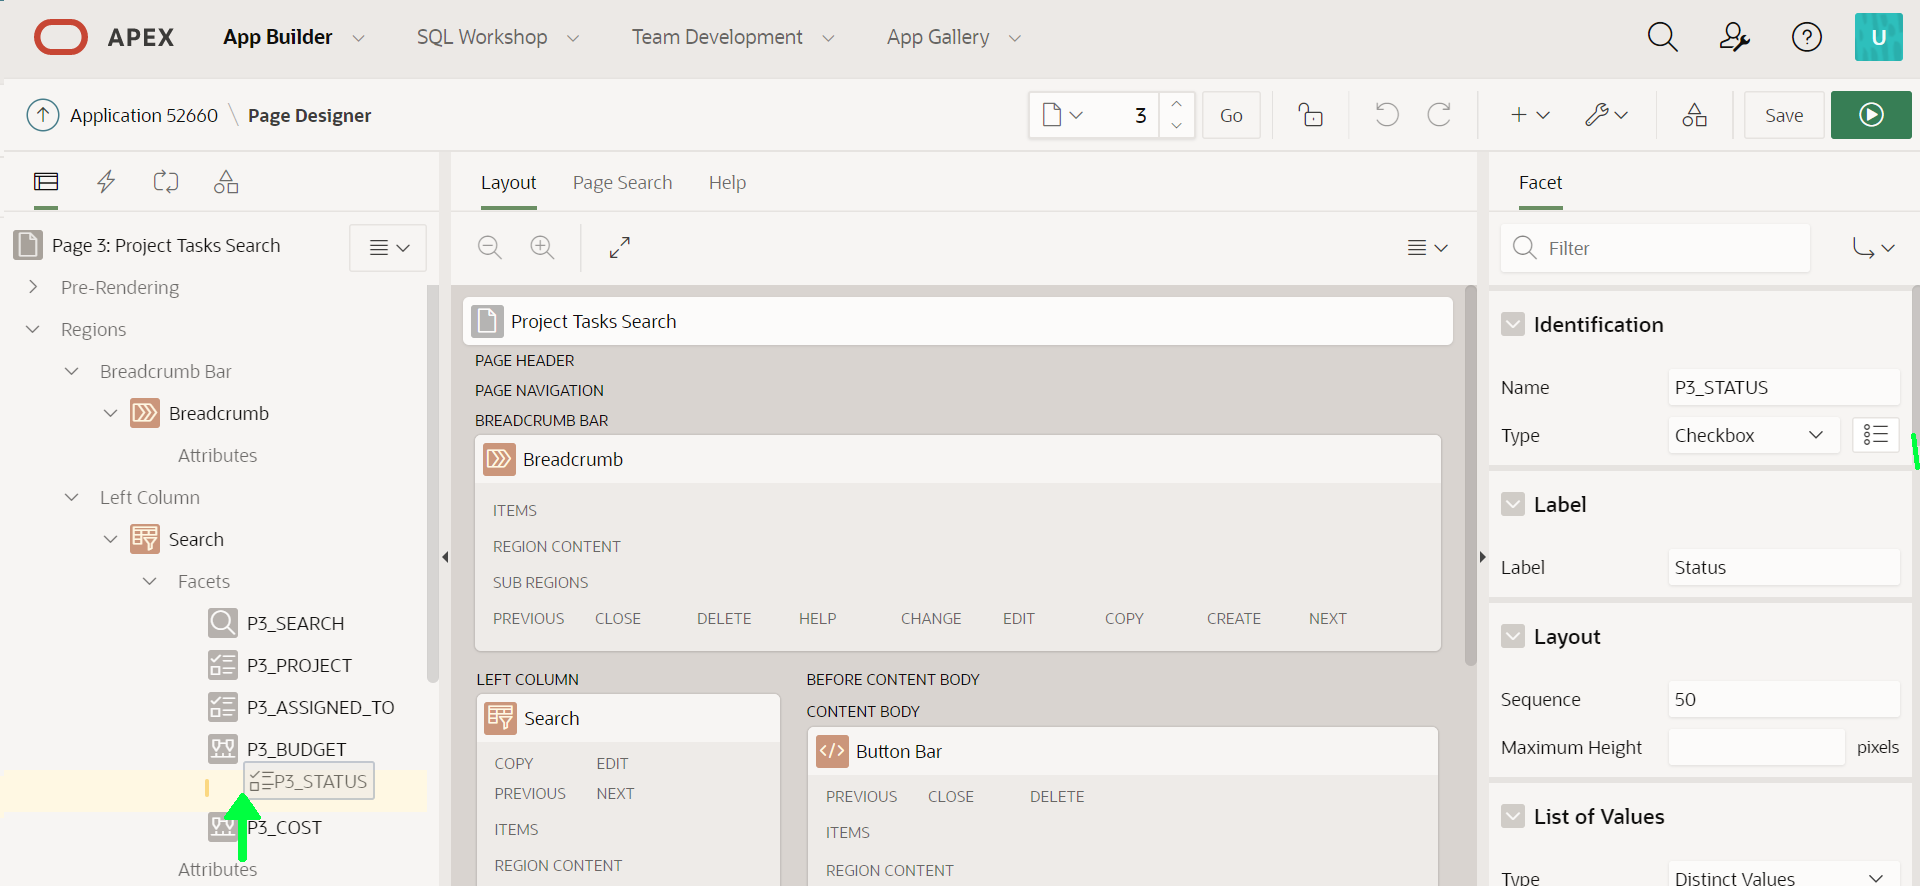 APEX App Builder SQL Workshop Team Development App Gallery U
Application 52660 \ Page Designer 3 Go Save
Layout Page Search Help
Facet
Page 3: Project Tasks Search
Filter
Pre-Rendering
Regions
Breadcrumb Bar
Breadcrumb
Attributes
Left Column
Search
Facets
P3_SEARCH
P3_PROJECT
P3_ASSIGNED_TO
P3_BUDGET
P3_STATUS
P3_COST
Attributes
Project Tasks Search
PAGE HEADER
PAGE NAVIGATION
BREADCRUMB BAR
Breadcrumb
ITEMS
REGION CONTENT
SUB REGIONS
PREVIOUS CLOSE DELETE HELP CHANGE EDIT COPY CREATE NEXT
LEFT COLUMN
Search
COPY EDIT
PREVIOUS NEXT
ITEMS
REGION CONTENT
BEFORE CONTENT BODY
CONTENT BODY
Button Bar
PREVIOUS CLOSE DELETE
ITEMS
REGION CONTENT
Identification
Name P3_STATUS
Type Checkbox
Label
Label Status
Layout
Sequence 50
Maximum Height pixels
List of Values
Type Distinct Values